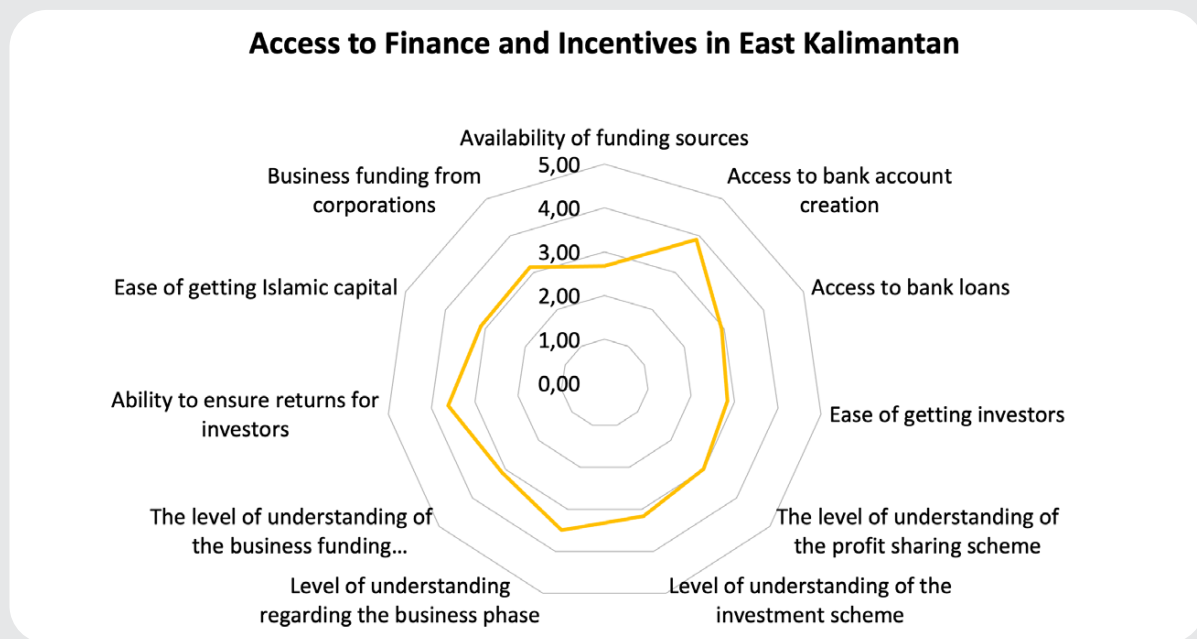 Access to Finance and Incentives in East Kalimantan
Availability of funding sources
5,00
4,00
3,00
2,00
1,00
0,00
Access to bank account
creation
Access to bank loans
Ease of getting investors
The level of understanding of
the profit sharing scheme
Level of understanding of the
investment scheme
Level of understanding
regarding the business phase
The level of understanding of
the business funding...
Ability to ensure returns for
investors
Ease of getting Islamic capital
Business funding from
corporations